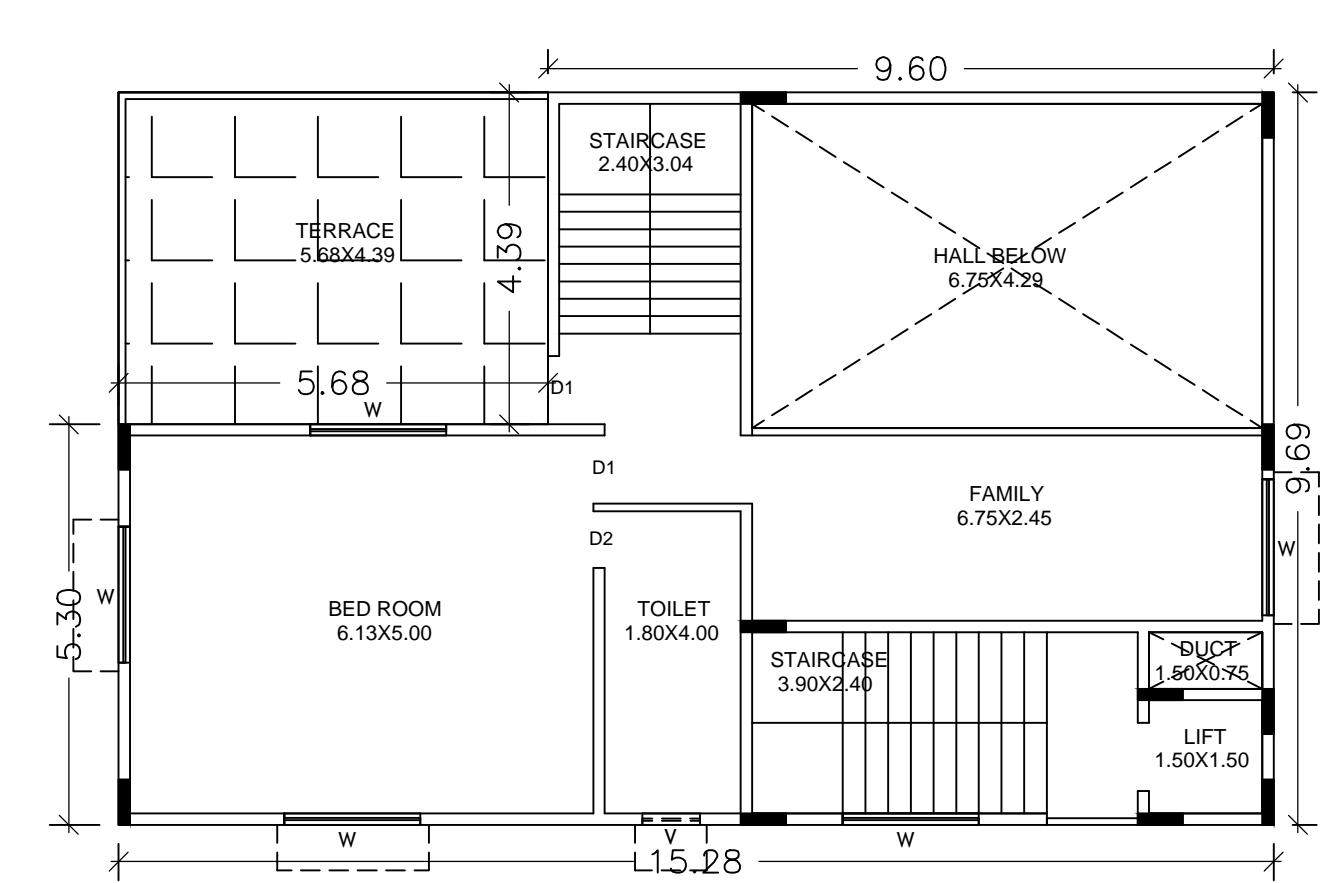 9.60
STAIRCASE
2.40X3.04
TERRACE
5.68X4.39
4.39
HALL BELOW
6.75X4.29
5.68
D1
W
9.69
D1
FAMILY
6.75X2.45
D2
W
5.30
W
BED ROOM
6.13X5.00
TOILET
1.80X4.00
STAIRCASE
3.90X2.40
DUCT
1.50X0.75
LIFT
1.50X1.50
W
V
W
15.28